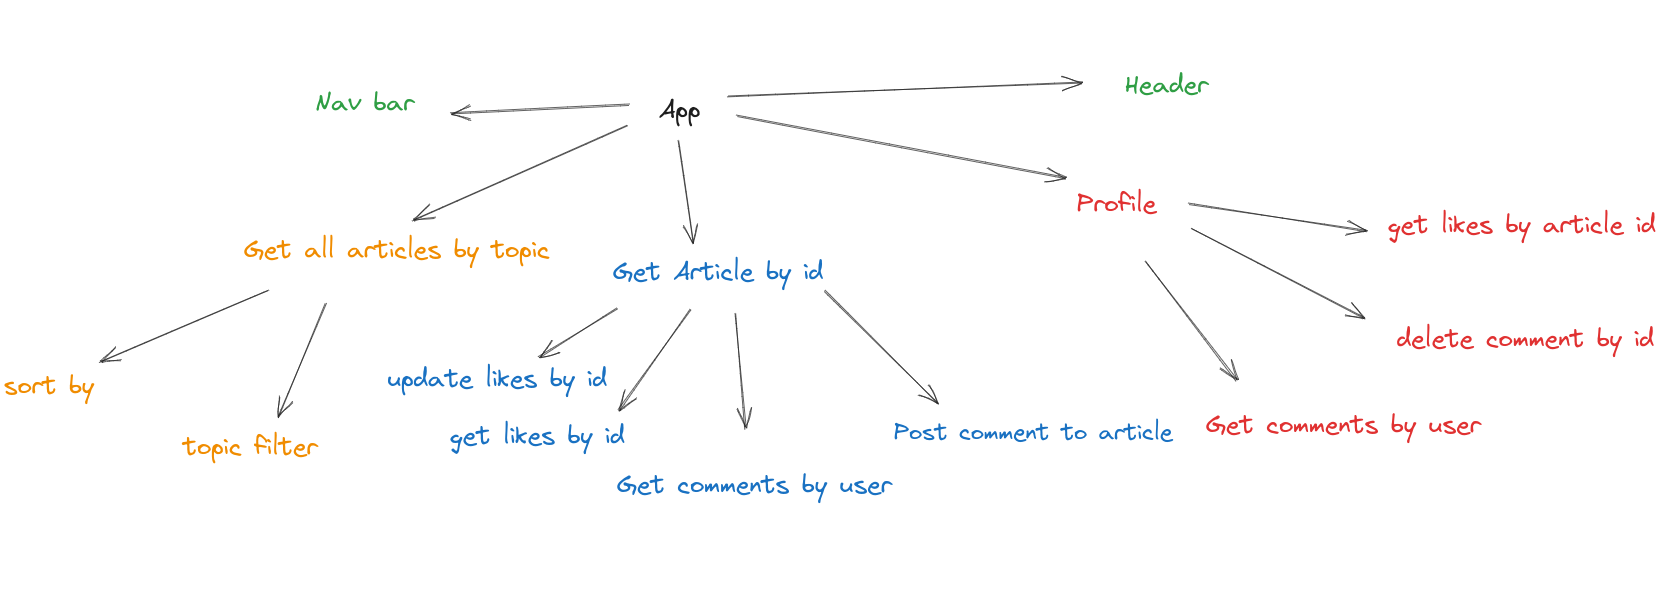 Header
Nav bar
App
Profile
get likes by article id
Get all articles by topic
Get Article by id
delete comment by id
update likes by id
sort by
Get comments by user
Post comment to article
get likes by id
topic filter
Get comments by user